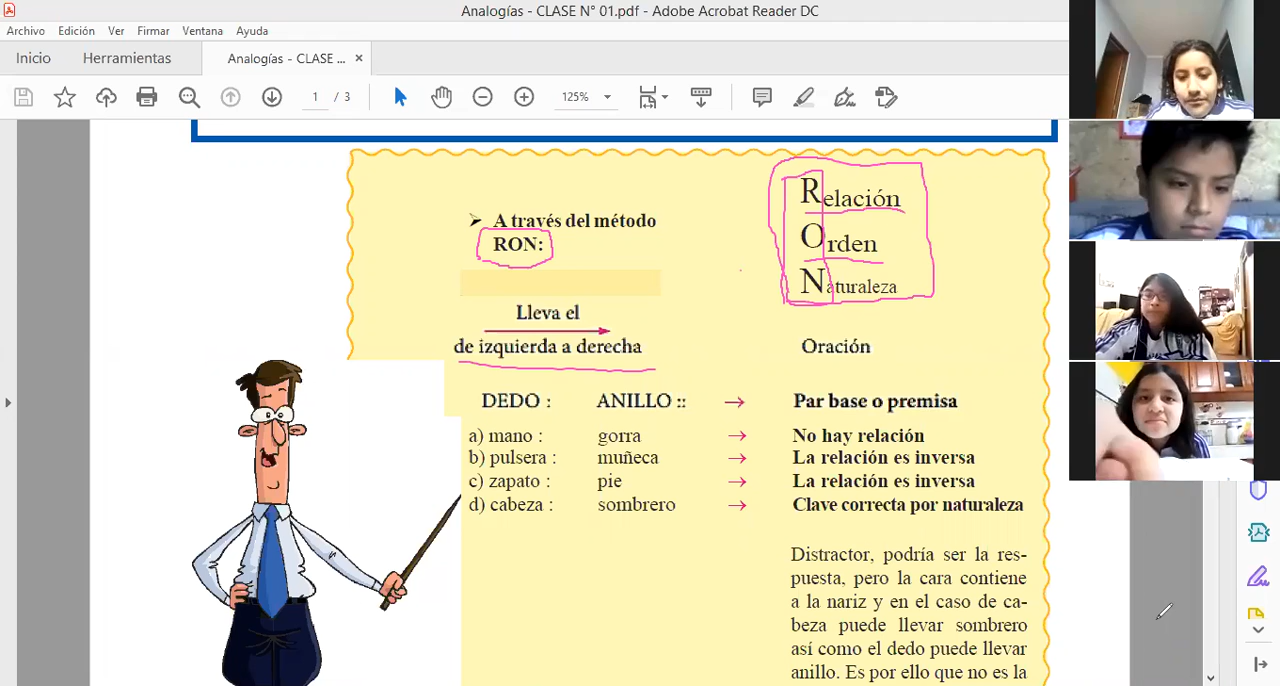 Analogías - CLASE N° 01.pdf - Adobe Acrobat Reader DC
Archivo Edición Ver Firmar Ventana Ayuda
Inicio Herramientas Analogías - CLASE ... ×
1 / 3 125%
➢ A través del método
RON:
Relación
Orden
Naturaleza
Lleva el
de izquierda a derecha Oración
DEDO : ANILLO :: → Par base o premisa
a) mano : gorra → No hay relación
b) pulsera : muñeca → La relación es inversa
c) zapato : pie → La relación es inversa
d) cabeza : sombrero → Clave correcta por naturaleza
Distractor, podría ser la res-
puesta, pero la cara contiene
a la nariz y en el caso de ca-
beza puede llevar sombrero
así como el dedo puede llevar
anillo. Es por ello que no es la